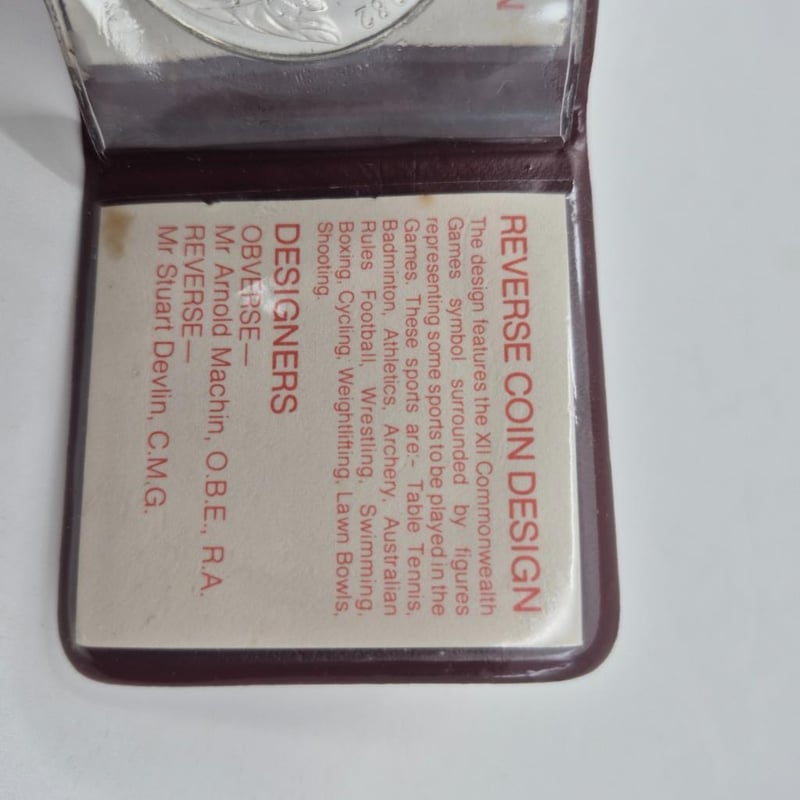 REVERSE COIN DESIGN
The design features the XII Commonwealth
Games symbol surrounded by figures
representing some sports to be played in the
Games. These sports are:- Table Tennis,
Badminton, Athletics, Archery, Australian
Rules Football, Wrestling, Swimming,
Boxing, Cycling, Weightlifting, Lawn Bowls,
Shooting.
DESIGNERS
OBVERSE—
Mr Arnold Machin, O.B.E., R.A.
REVERSE—
Mr Stuart Devlin, C.M.G.